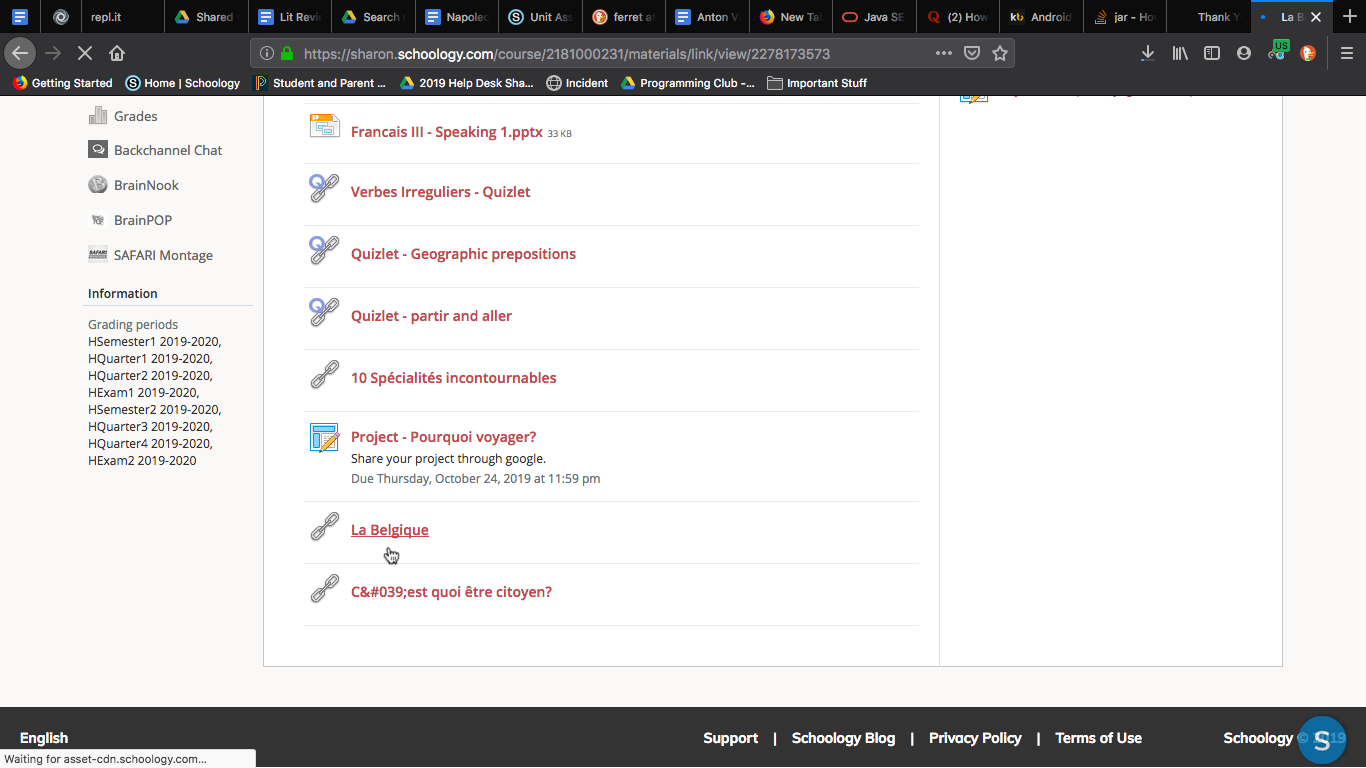 repl.it
Shared
Lit Revi
Search
Napoleo
Unit Ass
ferret at
Anton V
New Tab
Java SE
(2) How
Android
jar - Ho
Thank Y
La B
https://sharon.schoology.com/course/2181000231/materials/link/view/2278173573
US
Getting Started
Home | Schoology
Student and Parent ...
2019 Help Desk Sha...
Incident
Programming Club -...
Important Stuff
Grades
Backchannel Chat
BrainNook
BrainPOP
SAFARI Montage
Information
Grading periods
HSemester1 2019-2020,
HQuarter1 2019-2020,
HQuarter2 2019-2020,
HExam1 2019-2020,
HSemester2 2019-2020,
HQuarter3 2019-2020,
HQuarter4 2019-2020,
HExam2 2019-2020
Francais III - Speaking 1.pptx 33 KB
Verbes Irreguliers - Quizlet
Quizlet - Geographic prepositions
Quizlet - partir and aller
10 Spécialités incontournables
Project - Pourquoi voyager?
Share your project through google.
Due Thursday, October 24, 2019 at 11:59 pm
La Belgique
C&#039;est quoi être citoyen?
English
Support | Schoology Blog | Privacy Policy | Terms of Use
Schoology © 2019
S
Waiting for asset-cdn.schoology.com...